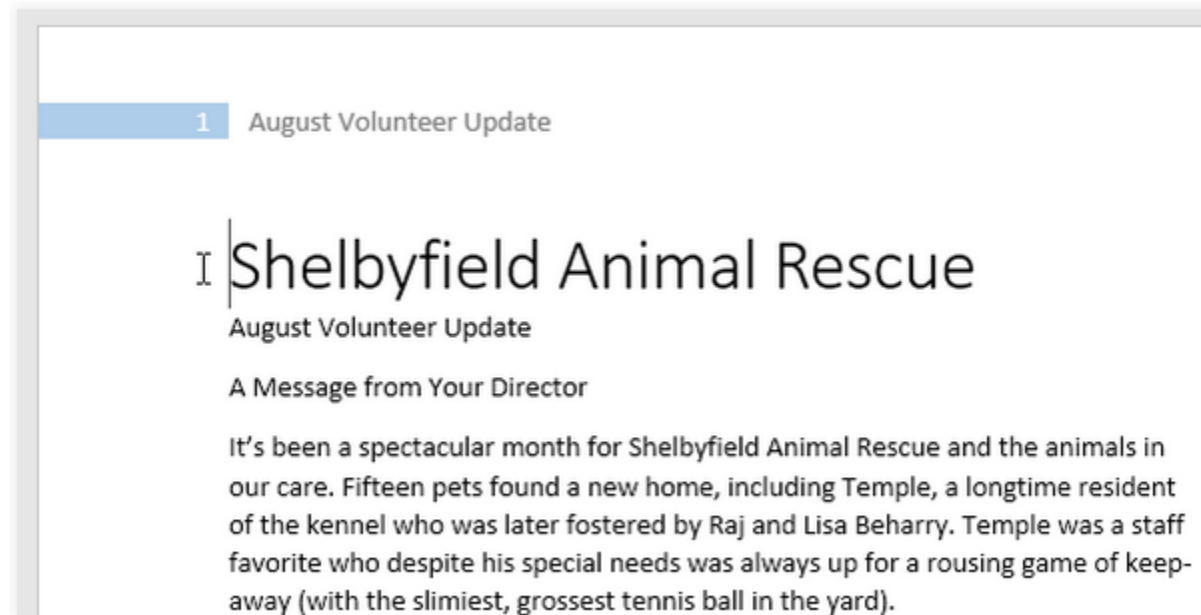 1 August Volunteer Update
Shelbyfield Animal Rescue
August Volunteer Update
A Message from Your Director
It’s been a spectacular month for Shelbyfield Animal Rescue and the animals in
our care. Fifteen pets found a new home, including Temple, a longtime resident
of the kennel who was later fostered by Raj and Lisa Beharry. Temple was a staff
favorite who despite his special needs was always up for a rousing game of keep-
away (with the slimiest, grossest tennis ball in the yard).